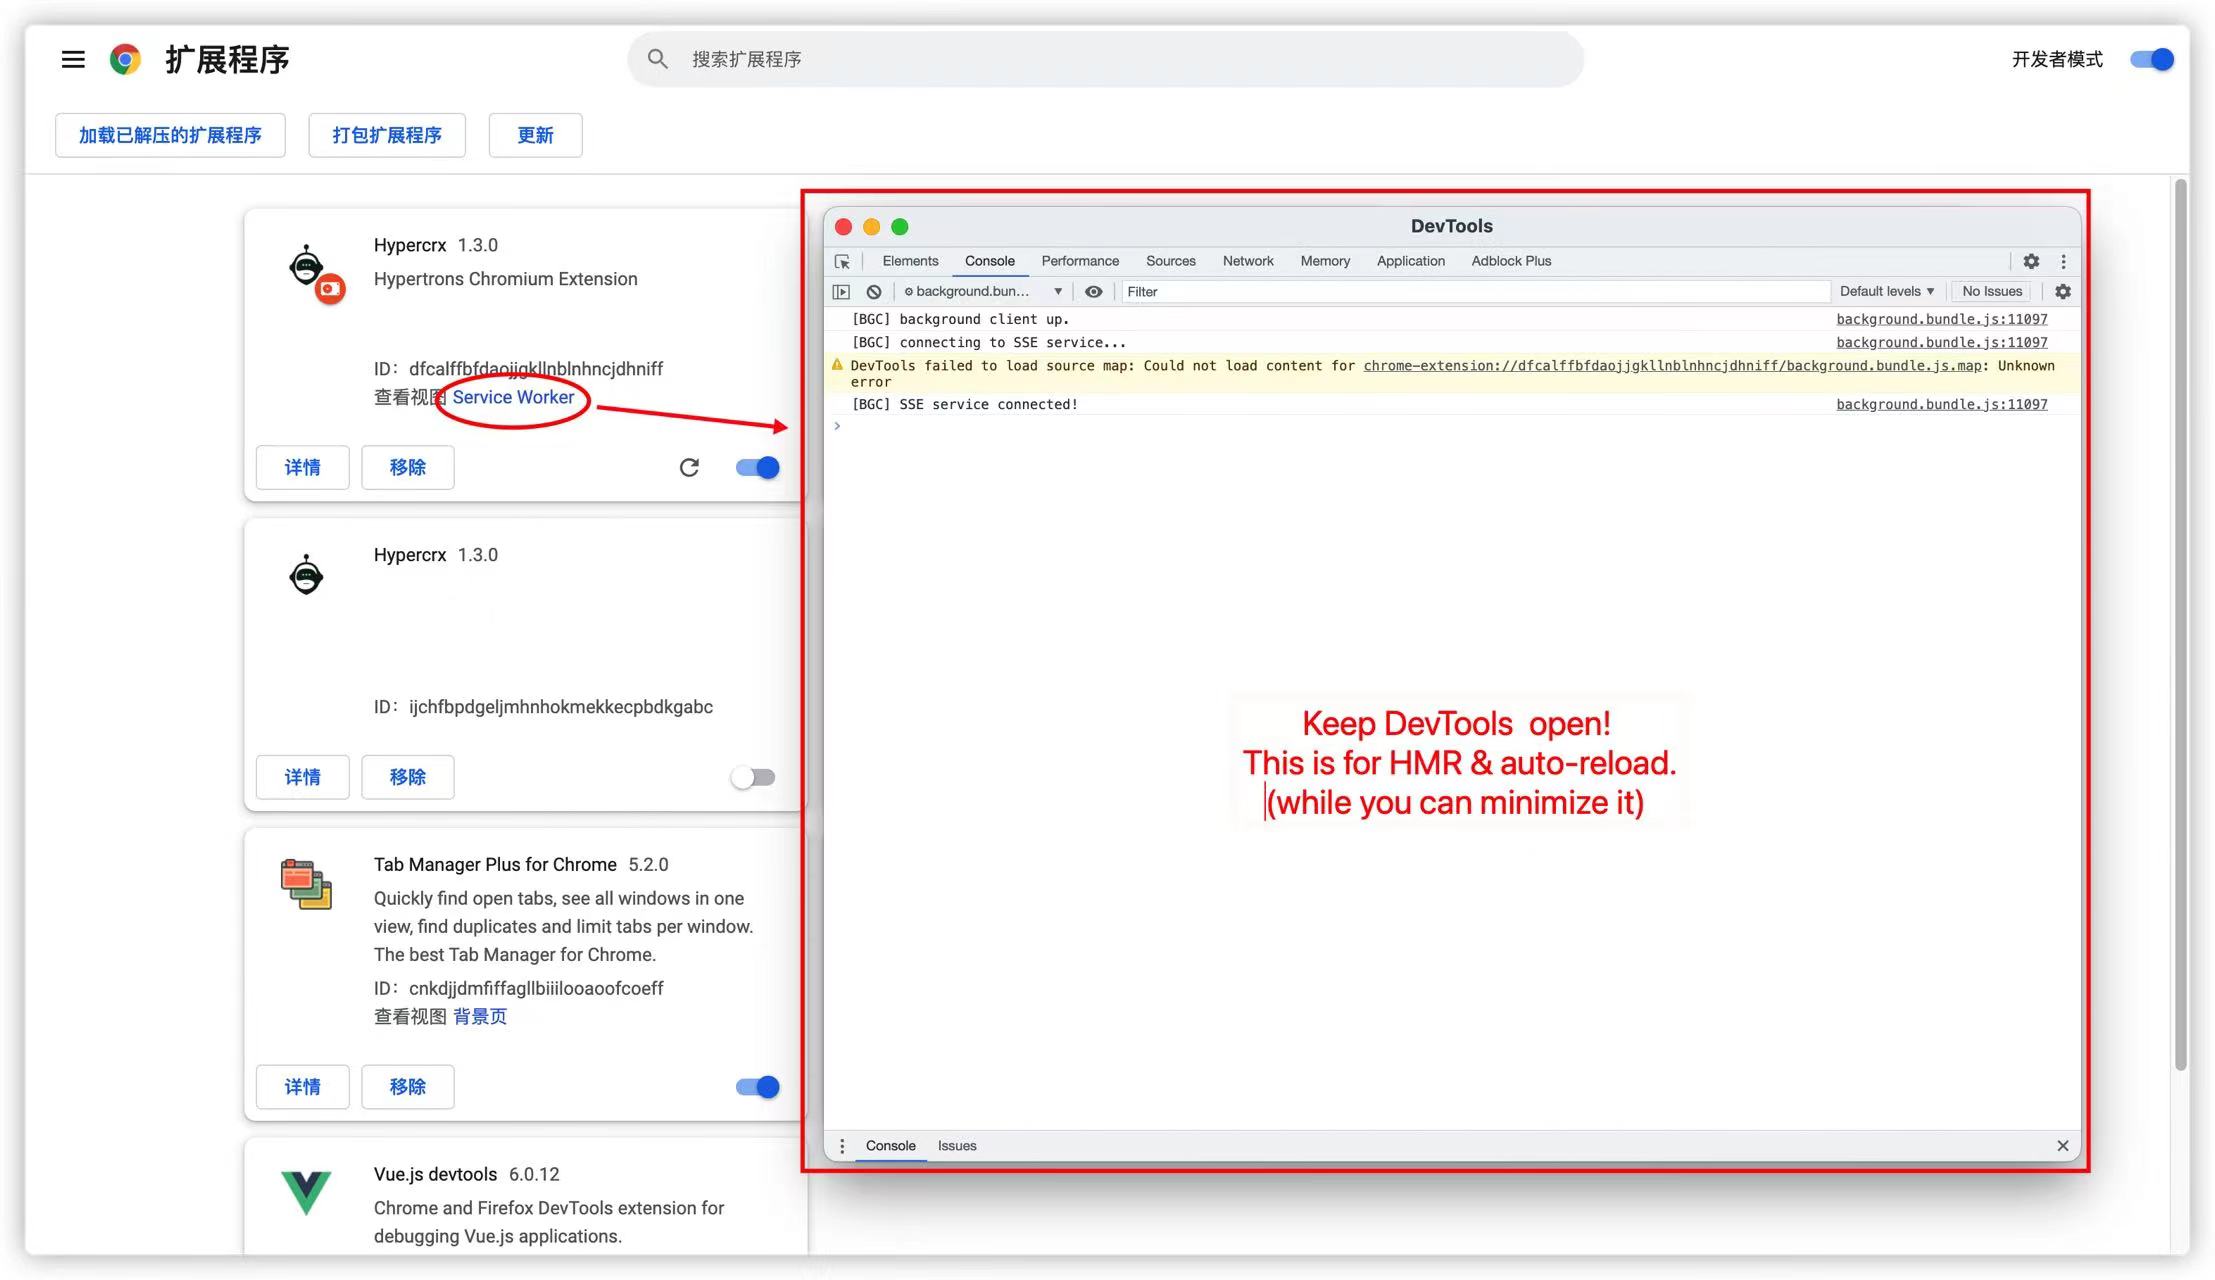 扩展程序
搜索扩展程序
开发者模式
加载已解压的扩展程序
打包扩展程序
更新
Hypercrx 1.3.0
Hypertrons Chromium Extension
ID: dfcalffbfdaojjgkllnblnhncjdhniff
查看视图 Service Worker
详情
移除
Hypercrx 1.3.0
ID: ijchfbpdgeljmhnhokmekkecpbdkgabc
详情
移除
Tab Manager Plus for Chrome 5.2.0
Quickly find open tabs, see all windows in one
view, find duplicates and limit tabs per window.
The best Tab Manager for Chrome.
ID: cnkdjjdmfiffagllbiiilooaoofcoeff
查看视图 背景页
详情
移除
Vue.js devtools 6.0.12
Chrome and Firefox DevTools extension for
debugging Vue.js applications.
DevTools
Elements Console Performance Sources Network Memory Application Adblock Plus
background.bun... Filter Default levels ▼ No Issues
[BGC] background client up. background.bundle.js:11097
[BGC] connecting to SSE service... background.bundle.js:11097
DevTools failed to load source map: Could not load content for chrome-extension://dfcalffbfdaojjgkllnblnhncjdhniff/background.bundle.js.map: Unknown
error
[BGC] SSE service connected! background.bundle.js:11097
Keep DevTools open!
This is for HMR & auto-reload.
(while you can minimize it)
Console Issues